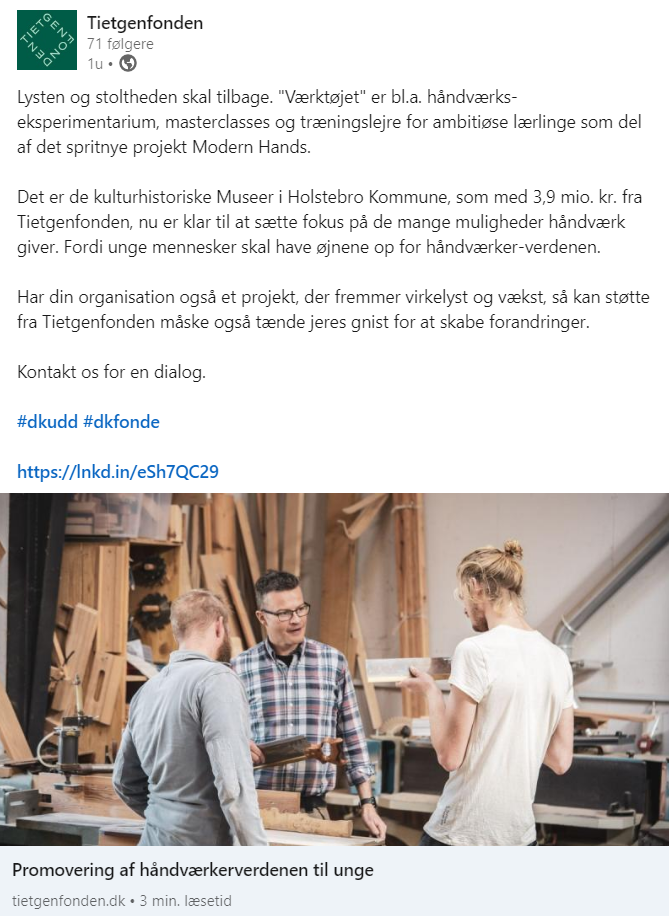 TIETGENFONDEN
Tietgenfonden
71 følgere
1u •
Lysten og stoltheden skal tilbage. "Værktøjet" er bl.a. håndværks-
eksperimentarium, masterclasses og træningslejre for ambitiøse lærlinge som del
af det spritnye projekt Modern Hands.
Det er de kulturhistoriske Museer i Holstebro Kommune, som med 3,9 mio. kr. fra
Tietgenfonden, nu er klar til at sætte fokus på de mange muligheder håndværk
giver. Fordi unge mennesker skal have øjnene op for håndværker-verdenen.
Har din organisation også et projekt, der fremmer virkelyst og vækst, så kan støtte
fra Tietgenfonden måske også tænde jeres gnist for at skabe forandringer.
Kontakt os for en dialog.
#dkudd #dkfonde
https://lnkd.in/eSh7QC29
Promovering af håndværkerverdenen til unge
tietgenfonden.dk • 3 min. læsetid